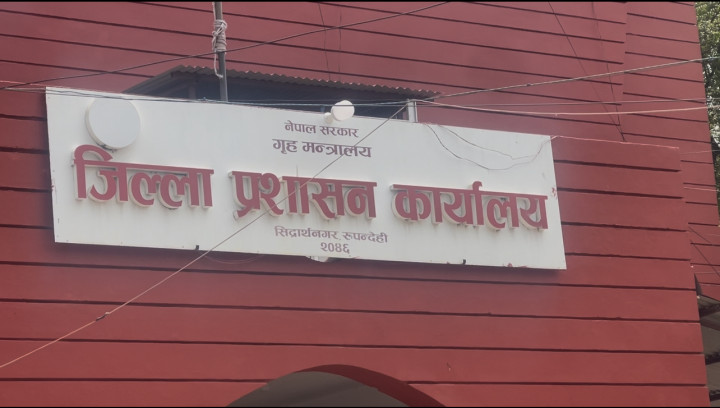 नेपाल सरकार
गृह मन्त्रालय
जिल्ला प्रशासन कार्यालय
सिद्रार्थनगर, रुपन्देही
२०४६